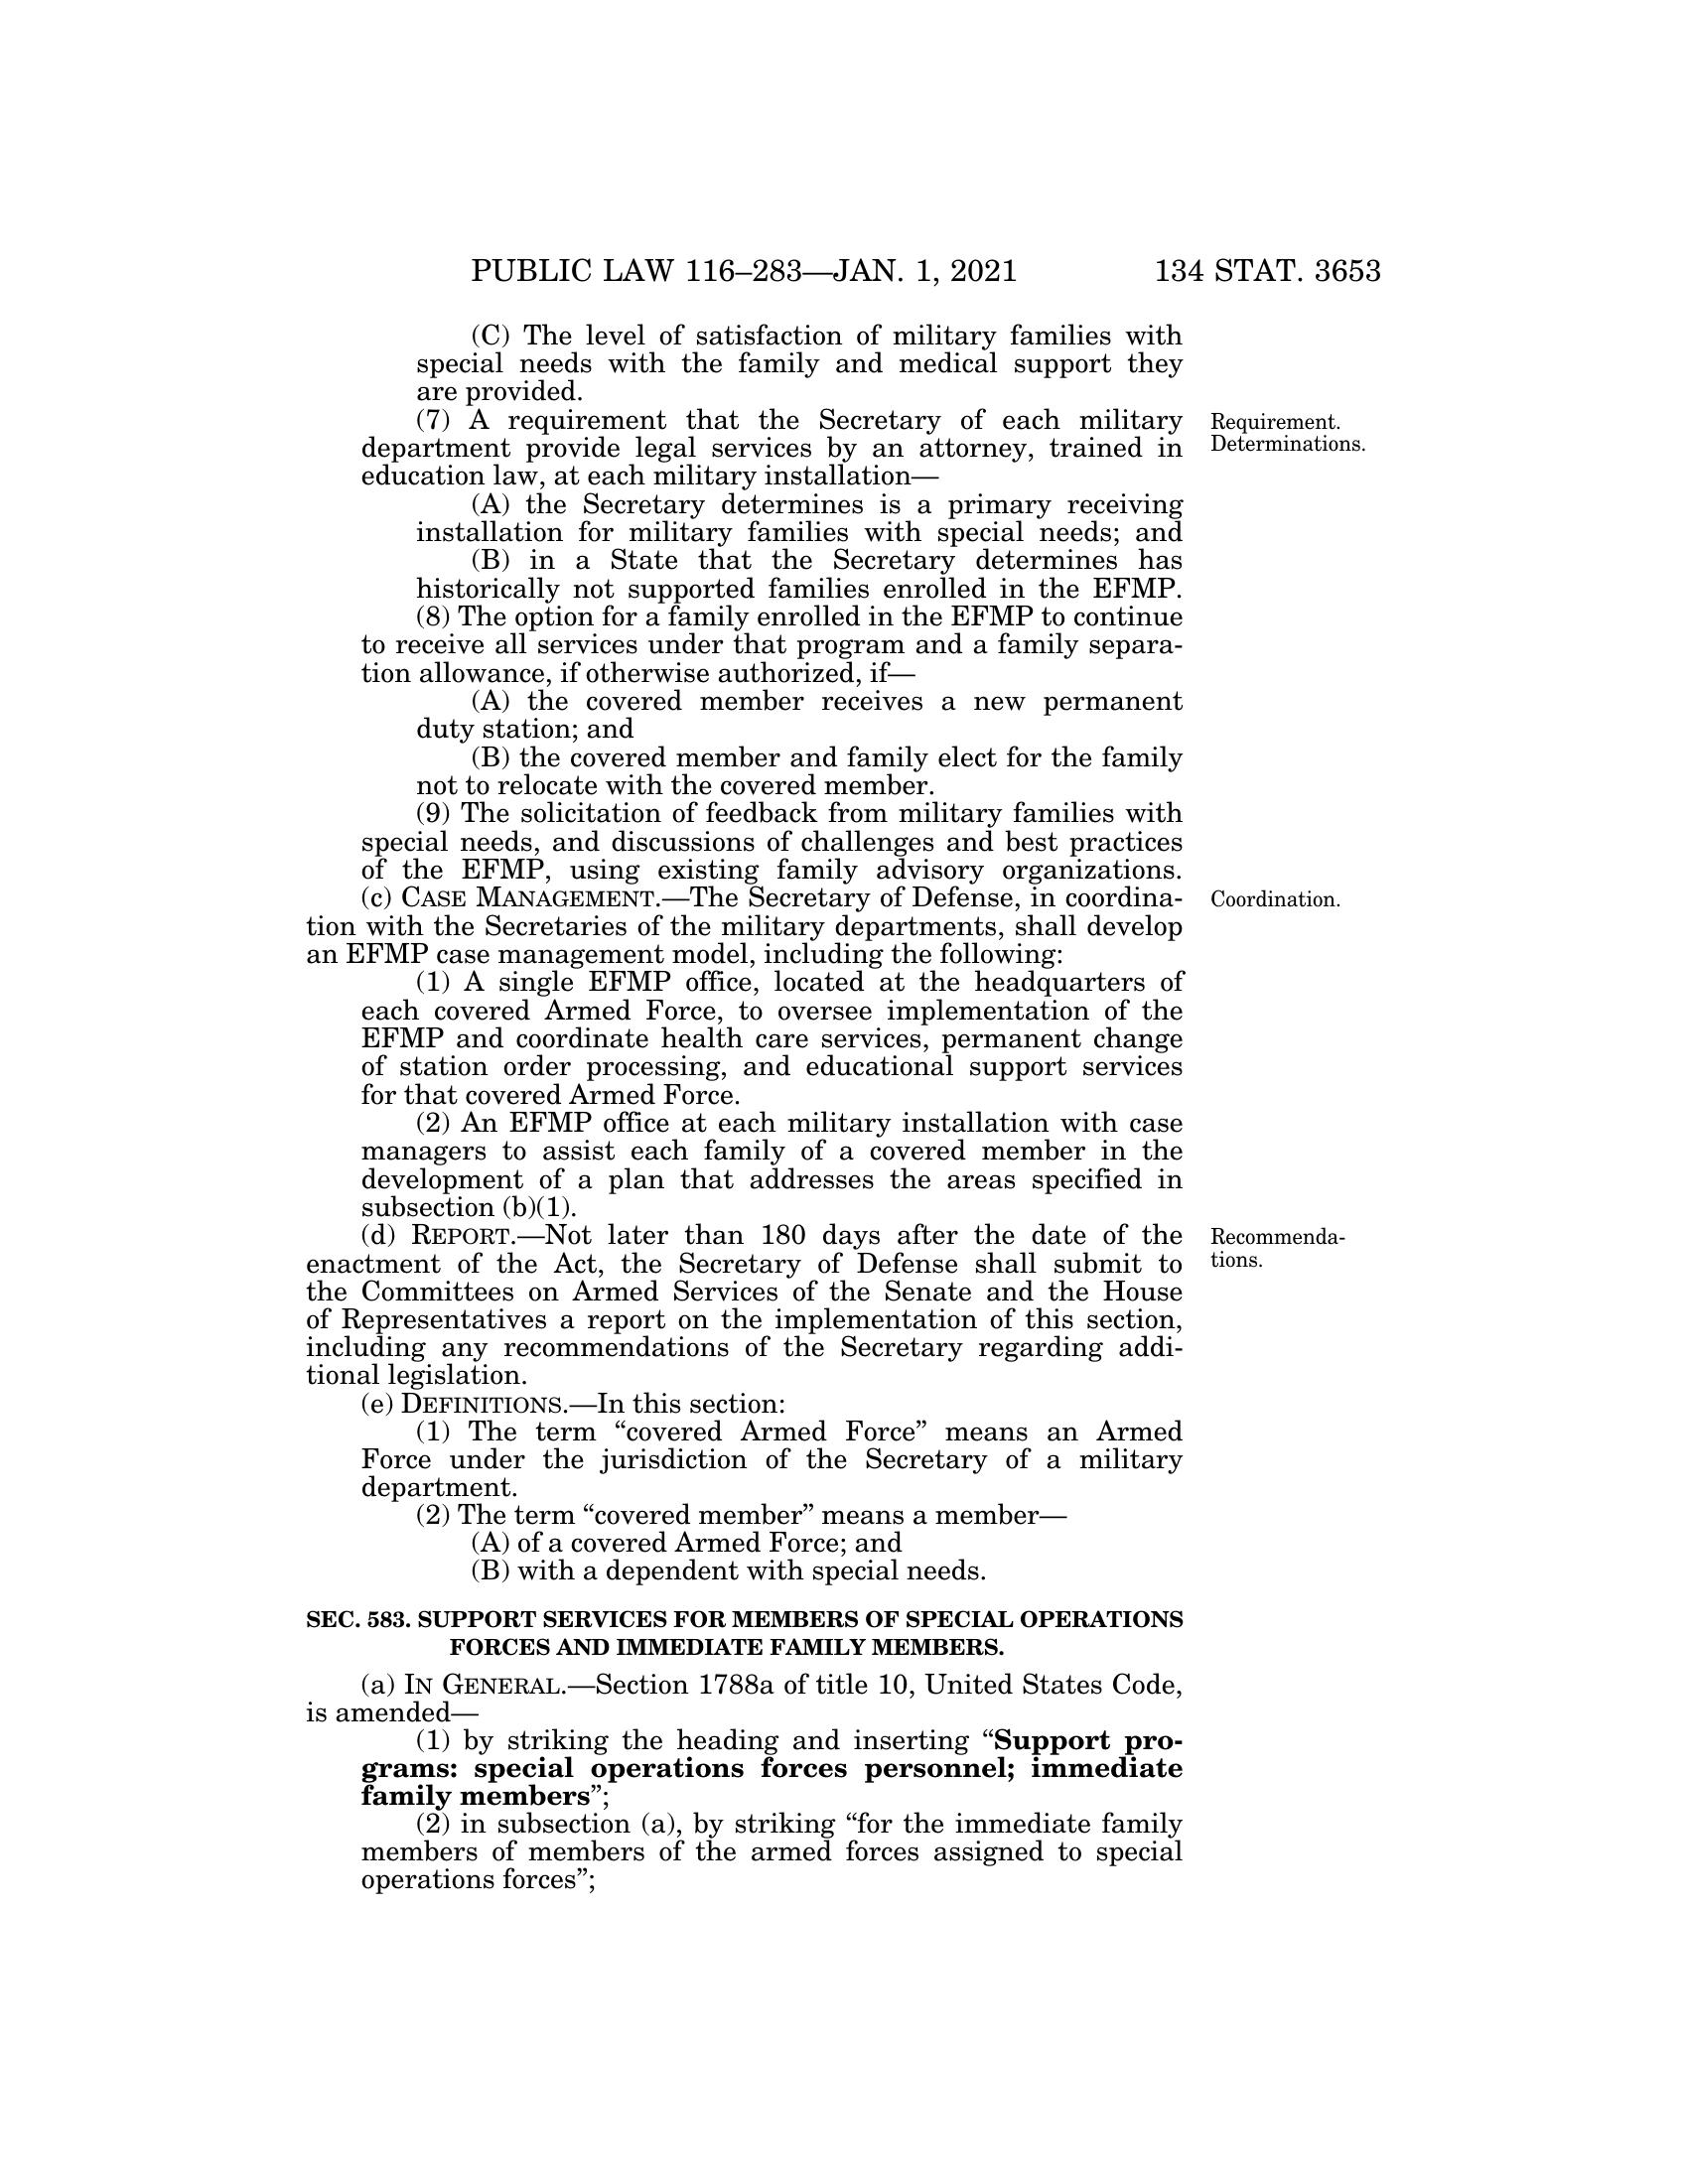 PUBLIC LAW 116–283—JAN. 1, 2021 134 STAT. 3653
(C) The level of satisfaction of military families with
special needs with the family and medical support they
are provided.
(7) A requirement that the Secretary of each military
department provide legal services by an attorney, trained in
education law, at each military installation—
Requirement.
Determinations.
(A) the Secretary determines is a primary receiving
installation for military families with special needs; and
(B) in a State that the Secretary determines has
historically not supported families enrolled in the EFMP.
(8) The option for a family enrolled in the EFMP to continue
to receive all services under that program and a family separa-
tion allowance, if otherwise authorized, if—
(A) the covered member receives a new permanent
duty station; and
(B) the covered member and family elect for the family
not to relocate with the covered member.
(9) The solicitation of feedback from military families with
special needs, and discussions of challenges and best practices
of the EFMP, using existing family advisory organizations.
(c) CASE MANAGEMENT.—The Secretary of Defense, in coordina-
tion with the Secretaries of the military departments, shall develop
an EFMP case management model, including the following:
Coordination.
(1) A single EFMP office, located at the headquarters of
each covered Armed Force, to oversee implementation of the
EFMP and coordinate health care services, permanent change
of station order processing, and educational support services
for that covered Armed Force.
(2) An EFMP office at each military installation with case
managers to assist each family of a covered member in the
development of a plan that addresses the areas specified in
subsection (b)(1).
(d) REPORT.—Not later than 180 days after the date of the
enactment of the Act, the Secretary of Defense shall submit to
the Committees on Armed Services of the Senate and the House
of Representatives a report on the implementation of this section,
including any recommendations of the Secretary regarding addi-
tional legislation.
Recommenda-
tions.
(e) DEFINITIONS.—In this section:
(1) The term “covered Armed Force” means an Armed
Force under the jurisdiction of the Secretary of a military
department.
(2) The term “covered member” means a member—
(A) of a covered Armed Force; and
(B) with a dependent with special needs.
SEC. 583. SUPPORT SERVICES FOR MEMBERS OF SPECIAL OPERATIONS
FORCES AND IMMEDIATE FAMILY MEMBERS.
(a) IN GENERAL.—Section 1788a of title 10, United States Code,
is amended—
(1) by striking the heading and inserting “Support pro-
grams: special operations forces personnel; immediate
family members”;
(2) in subsection (a), by striking “for the immediate family
members of members of the armed forces assigned to special
operations forces”;